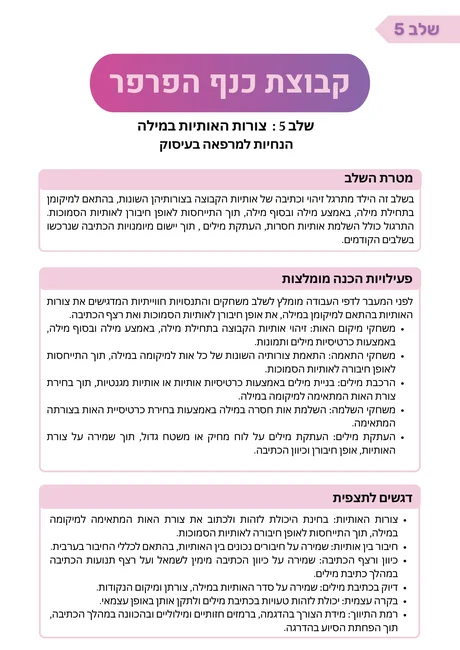 שלב 5
קבוצת כנף הפרפר
שלב 5 : צורות האותיות במילה
הנחיות למרפאה בעיסוק
מטרת השלב
בשלב זה הילד מתרגל זיהוי וכתיבה של אותיות הקבוצה בצורותיהן השונות, בהתאם למיקומן
בתחילת מילה, באמצע מילה ובסוף מילה, תוך התייחסות לאופן חיבורן לאותיות הסמוכות.
התרגול כולל השלמת אותיות חסרות, העתקת מילים , תוך יישום מיומנויות הכתיבה שנרכשו
בשלבים הקודמים.
פעילויות הכנה מומלצות
לפני המעבר לדפי העבודה מומלץ לשלב משחקים והתנסויות חווייתיות המדגישים את צורות
האותיות בהתאם למיקומן במילה, את אופן חיבורן לאותיות הסמוכות ואת רצף הכתיבה.
• משחקי מיקום האות: זיהוי אותיות הקבוצה בתחילת מילה, באמצע מילה ובסוף מילה,
באמצעות כרטיסיות מילים ותמונות.
• משחקי התאמה: התאמת צורותיה השונות של כל אות למיקומה במילה, תוך התייחסות
לאופן חיבורה לאותיות הסמוכות.
• הרכבת מילים: בניית מילים באמצעות כרטיסיות אותיות או אותיות מגנטיות, תוך בחירת
צורת האות המתאימה למיקומה במילה.
• משחקי השלמה: השלמת אות חסרה במילה באמצעות בחירת כרטיסיית האות בצורתה
המתאימה.
• העתקת מילים: העתקת מילים על לוח מחיק או משטח גדול, תוך שמירה על צורת
האותיות, אופן חיבורן וכיוון הכתיבה.
דגשים לתצפית
• צורות האותיות: בחינת היכולת לזהות ולכתוב את צורת האות המתאימה למיקומה
במילה, תוך התייחסות לאופן חיבורה לאותיות הסמוכות.
• חיבור בין אותיות: שמירה על חיבורים נכונים בין האותיות, בהתאם לכללי החיבור בערבית.
• כיוון ורצף הכתיבה: שמירה על כיוון הכתיבה מימין לשמאל ועל רצף תנועות הכתיבה
במהלך כתיבת מילים.
• דיוק בכתיבת מילים: שמירה על סדר האותיות במילה, צורתן ומיקום הנקודות.
• בקרה עצמית: יכולת לזהות טעויות בכתיבת מילים ולתקן אותן באופן עצמאי.
• רמת התיווך: מידת הצורך בהדגמה, ברמזים חזותיים ומילוליים ובהכוונה במהלך הכתיבה,
תוך הפחתת הסיוע בהדרגה.